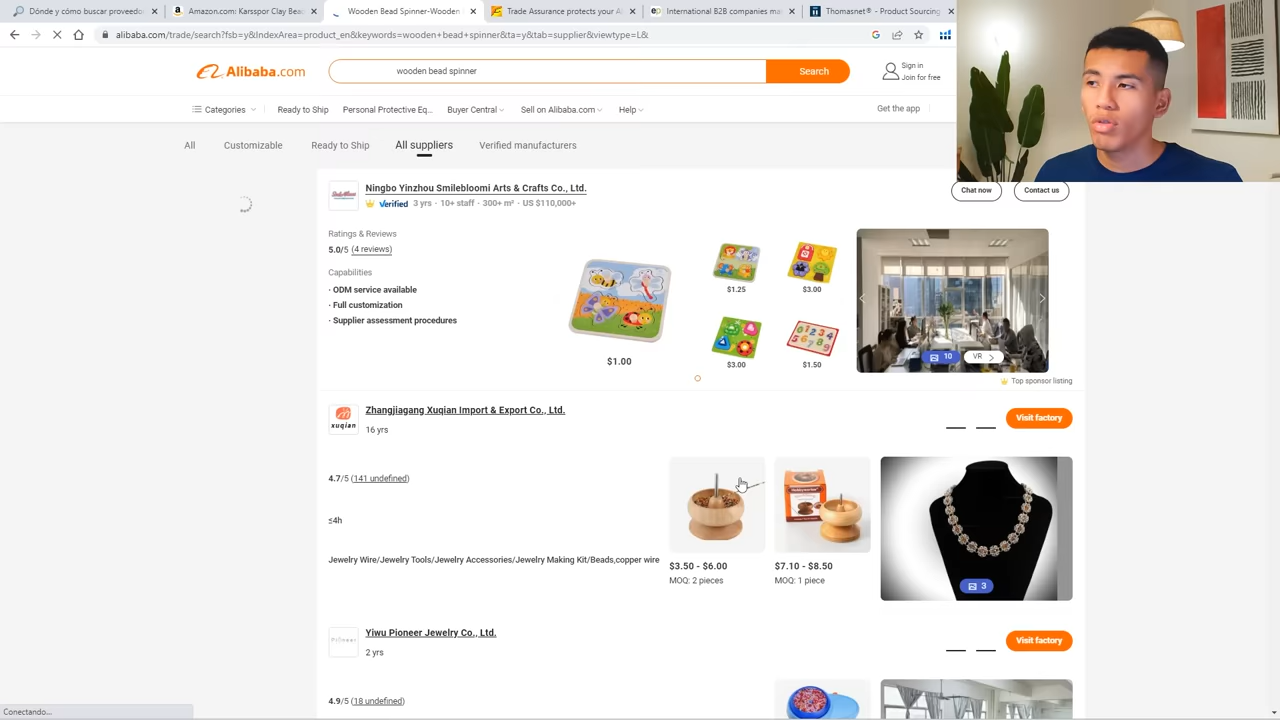 Dónde y cómo buscar proveedo
Amazon.com: Karsspor Clay Bea
Wooden Bead Spinner-Wooden
Trade Assurance protects your Al
International B2B companies ma
Thomasnet® - Product Sourcing
alibaba.com/trade/search?fsb=y&IndexArea=product_en&keywords=wooden+bead+spinner&ta=y&tab=supplier&viewtype=L&
Alibaba.com
wooden bead spinner
Search
Sign in
Join for free
Categories
Ready to Ship
Personal Protective Eq...
Buyer Central
Sell on Alibaba.com
Help
Get the app
All
Customizable
Ready to Ship
All suppliers
Verified manufacturers
Ningbo Yinzhou Smilebloomi Arts & Crafts Co., Ltd.
Verified 3 yrs · 10+ staff · 300+ m² · US $110,000+
Chat now
Contact us
Ratings & Reviews
5.0/5 (4 reviews)
Capabilities
· ODM service available
· Full customization
· Supplier assessment procedures
$1.00
$1.25
$3.00
$3.00
$1.50
10
VR
Top sponsor listing
xuqian
Zhangjiagang Xuqian Import & Export Co., Ltd.
16 yrs
Visit factory
4.7/5 (141 undefined)
≤4h
Jewelry Wire/Jewelry Tools/Jewelry Accessories/Jewelry Making Kit/Beads,copper wire
$3.50 - $6.00
MOQ: 2 pieces
$7.10 - $8.50
MOQ: 1 piece
3
Yiwu Pioneer Jewelry Co., Ltd.
2 yrs
Visit factory
4.9/5 (18 undefined)
Conectando...